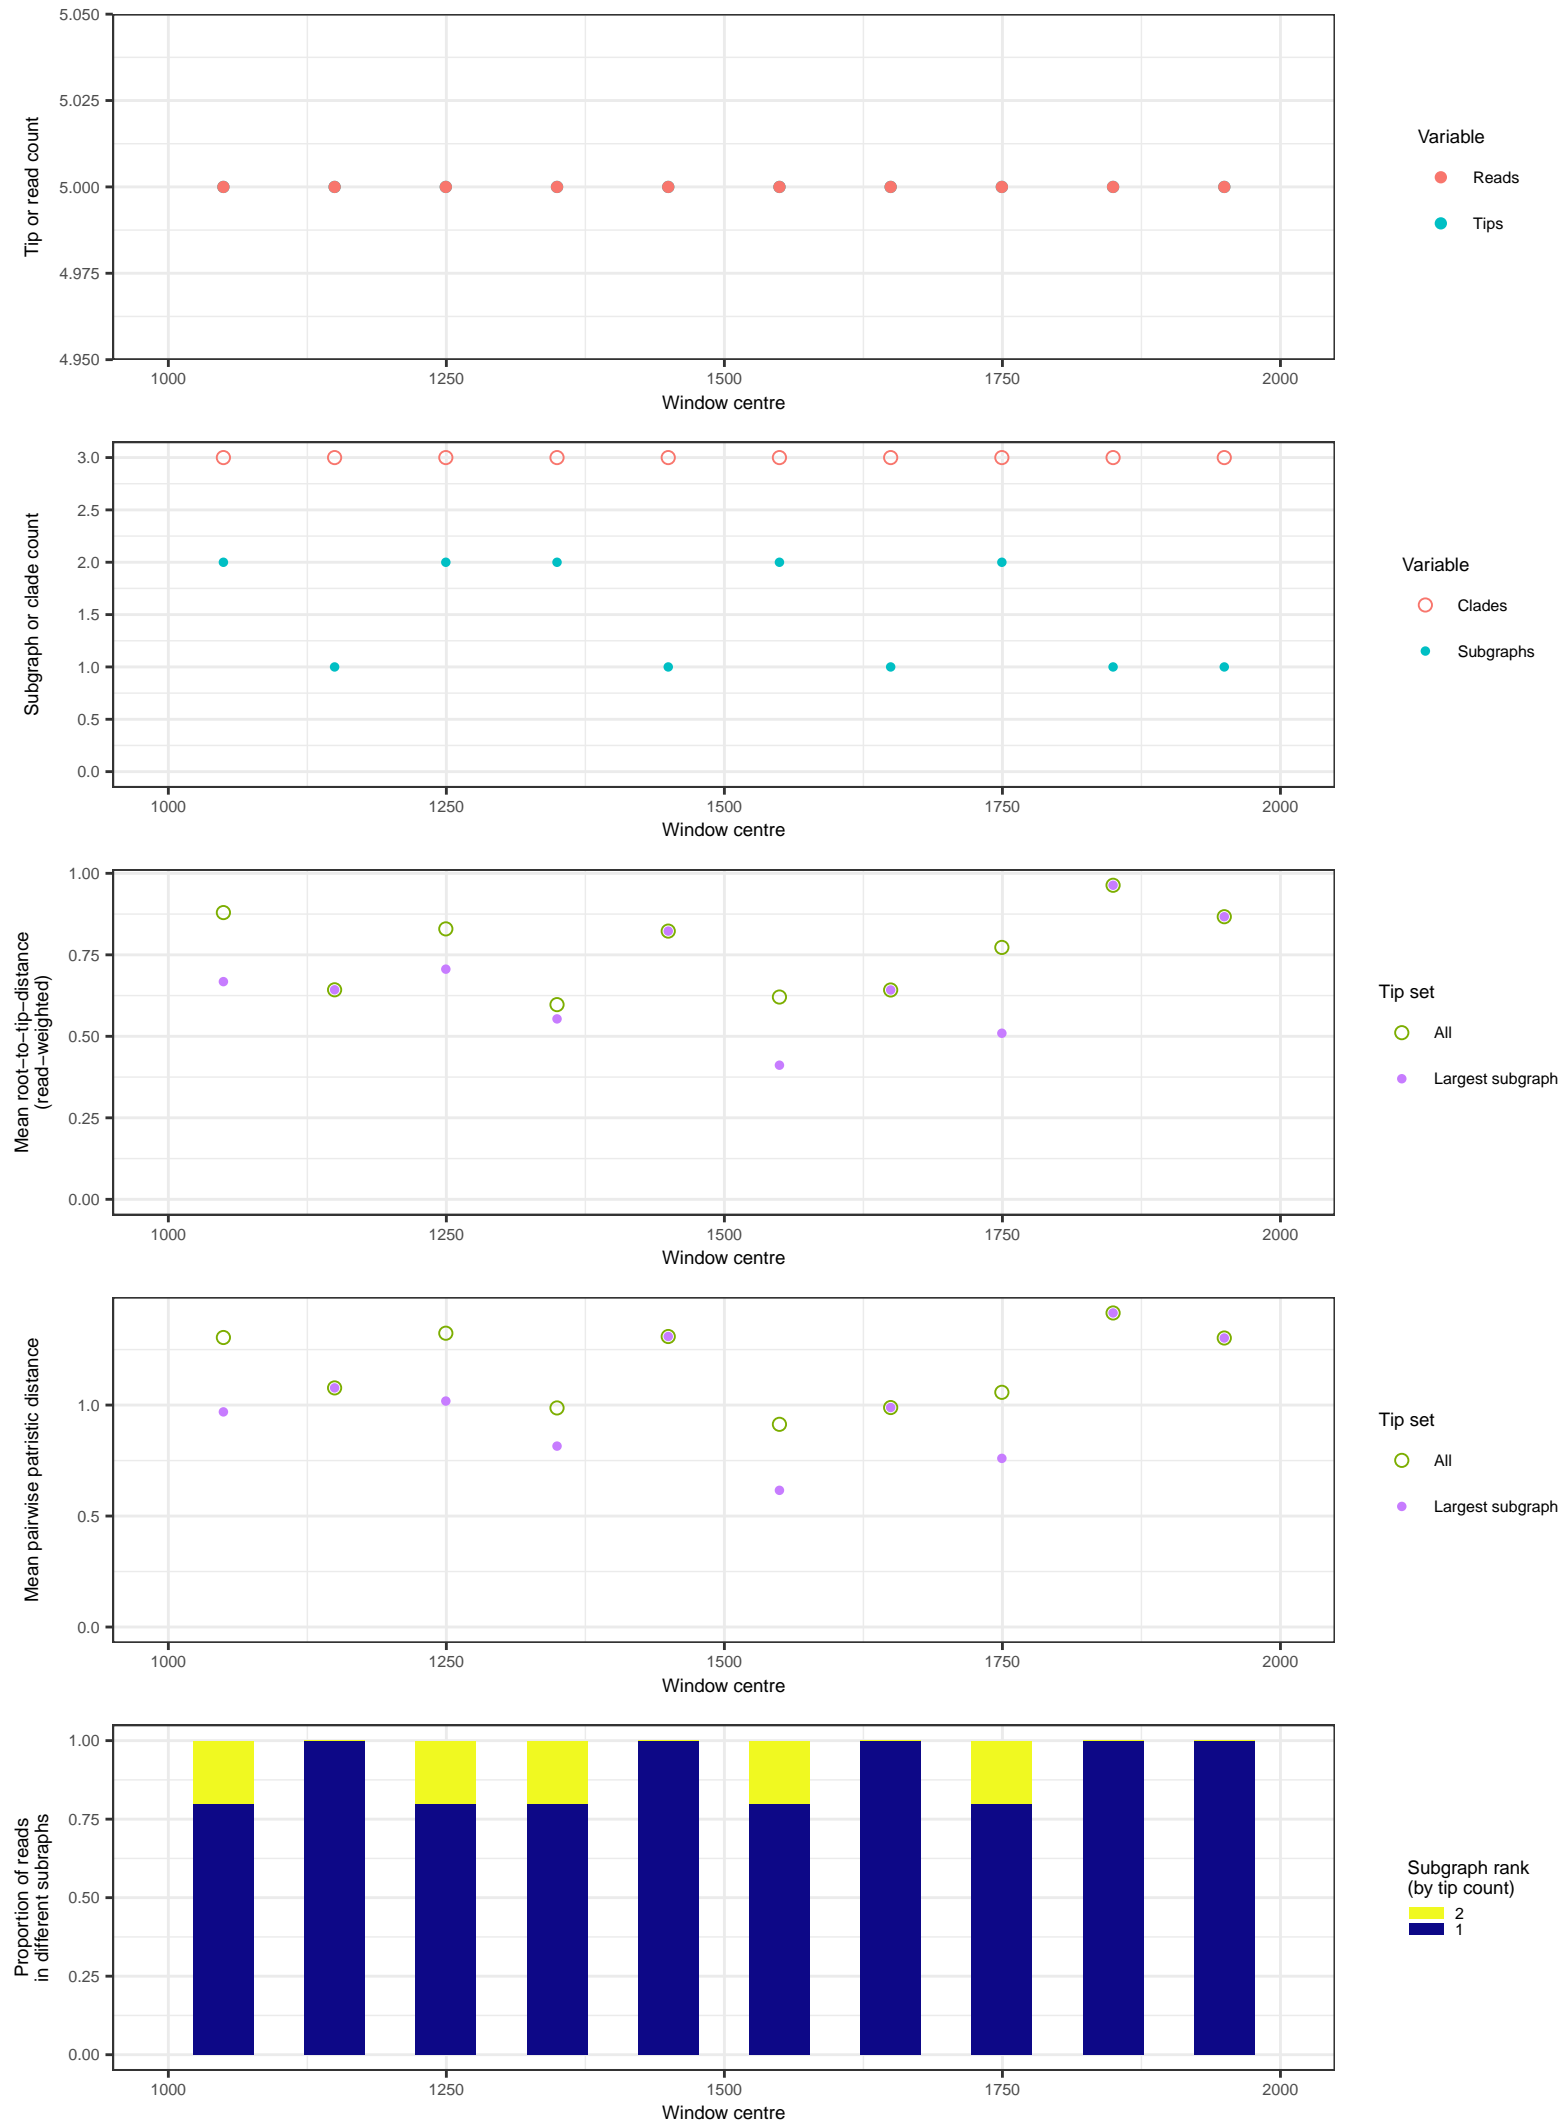 5.050
5.025
5.000
4.975
4.950
Tip or read count
1000 1250 1500 1750 2000
Window centre
Variable
Reads
Tips
3.0
2.5
2.0
1.5
1.0
0.5
0.0
Subgraph or clade count
1000 1250 1500 1750 2000
Window centre
Variable
Clades
Subgraphs
1.00
0.75
0.50
0.25
0.00
Mean root−to−tip−distance
(read−weighted)
1000 1250 1500 1750 2000
Window centre
Tip set
All
Largest subgraph
1.0
0.5
0.0
Mean pairwise patristic distance
1000 1250 1500 1750 2000
Window centre
Tip set
All
Largest subgraph
1.00
0.75
0.50
0.25
0.00
Proportion of reads
in different subraphs
1000 1250 1500 1750 2000
Window centre
Subgraph rank
(by tip count)
2
1